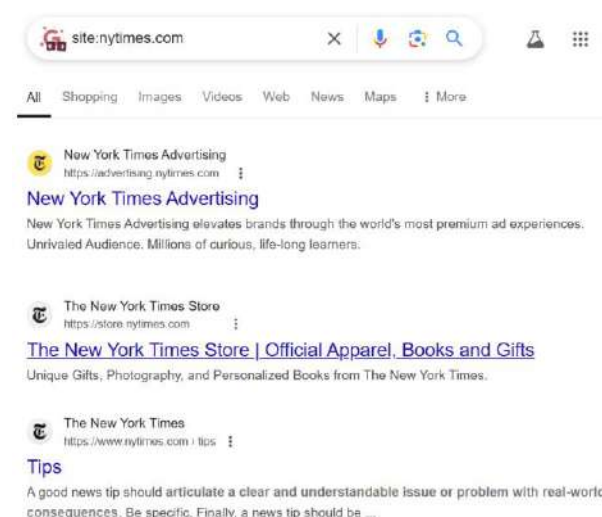 site:nytimes.com
All Shopping Images Videos Web News Maps More
New York Times Advertising
https://advertising.nytimes.com
New York Times Advertising
New York Times Advertising elevates brands through the world's most premium ad experiences.
Unrivaled Audience. Millions of curious, life-long learners.
The New York Times Store
https://store.nytimes.com
The New York Times Store | Official Apparel, Books and Gifts
Unique Gifts, Photography, and Personalized Books from The New York Times.
The New York Times
https://www.nytimes.com › tips
Tips
A good news tip should articulate a clear and understandable issue or problem with real-world
consequences. Be specific. Finally, a news tip should be ...